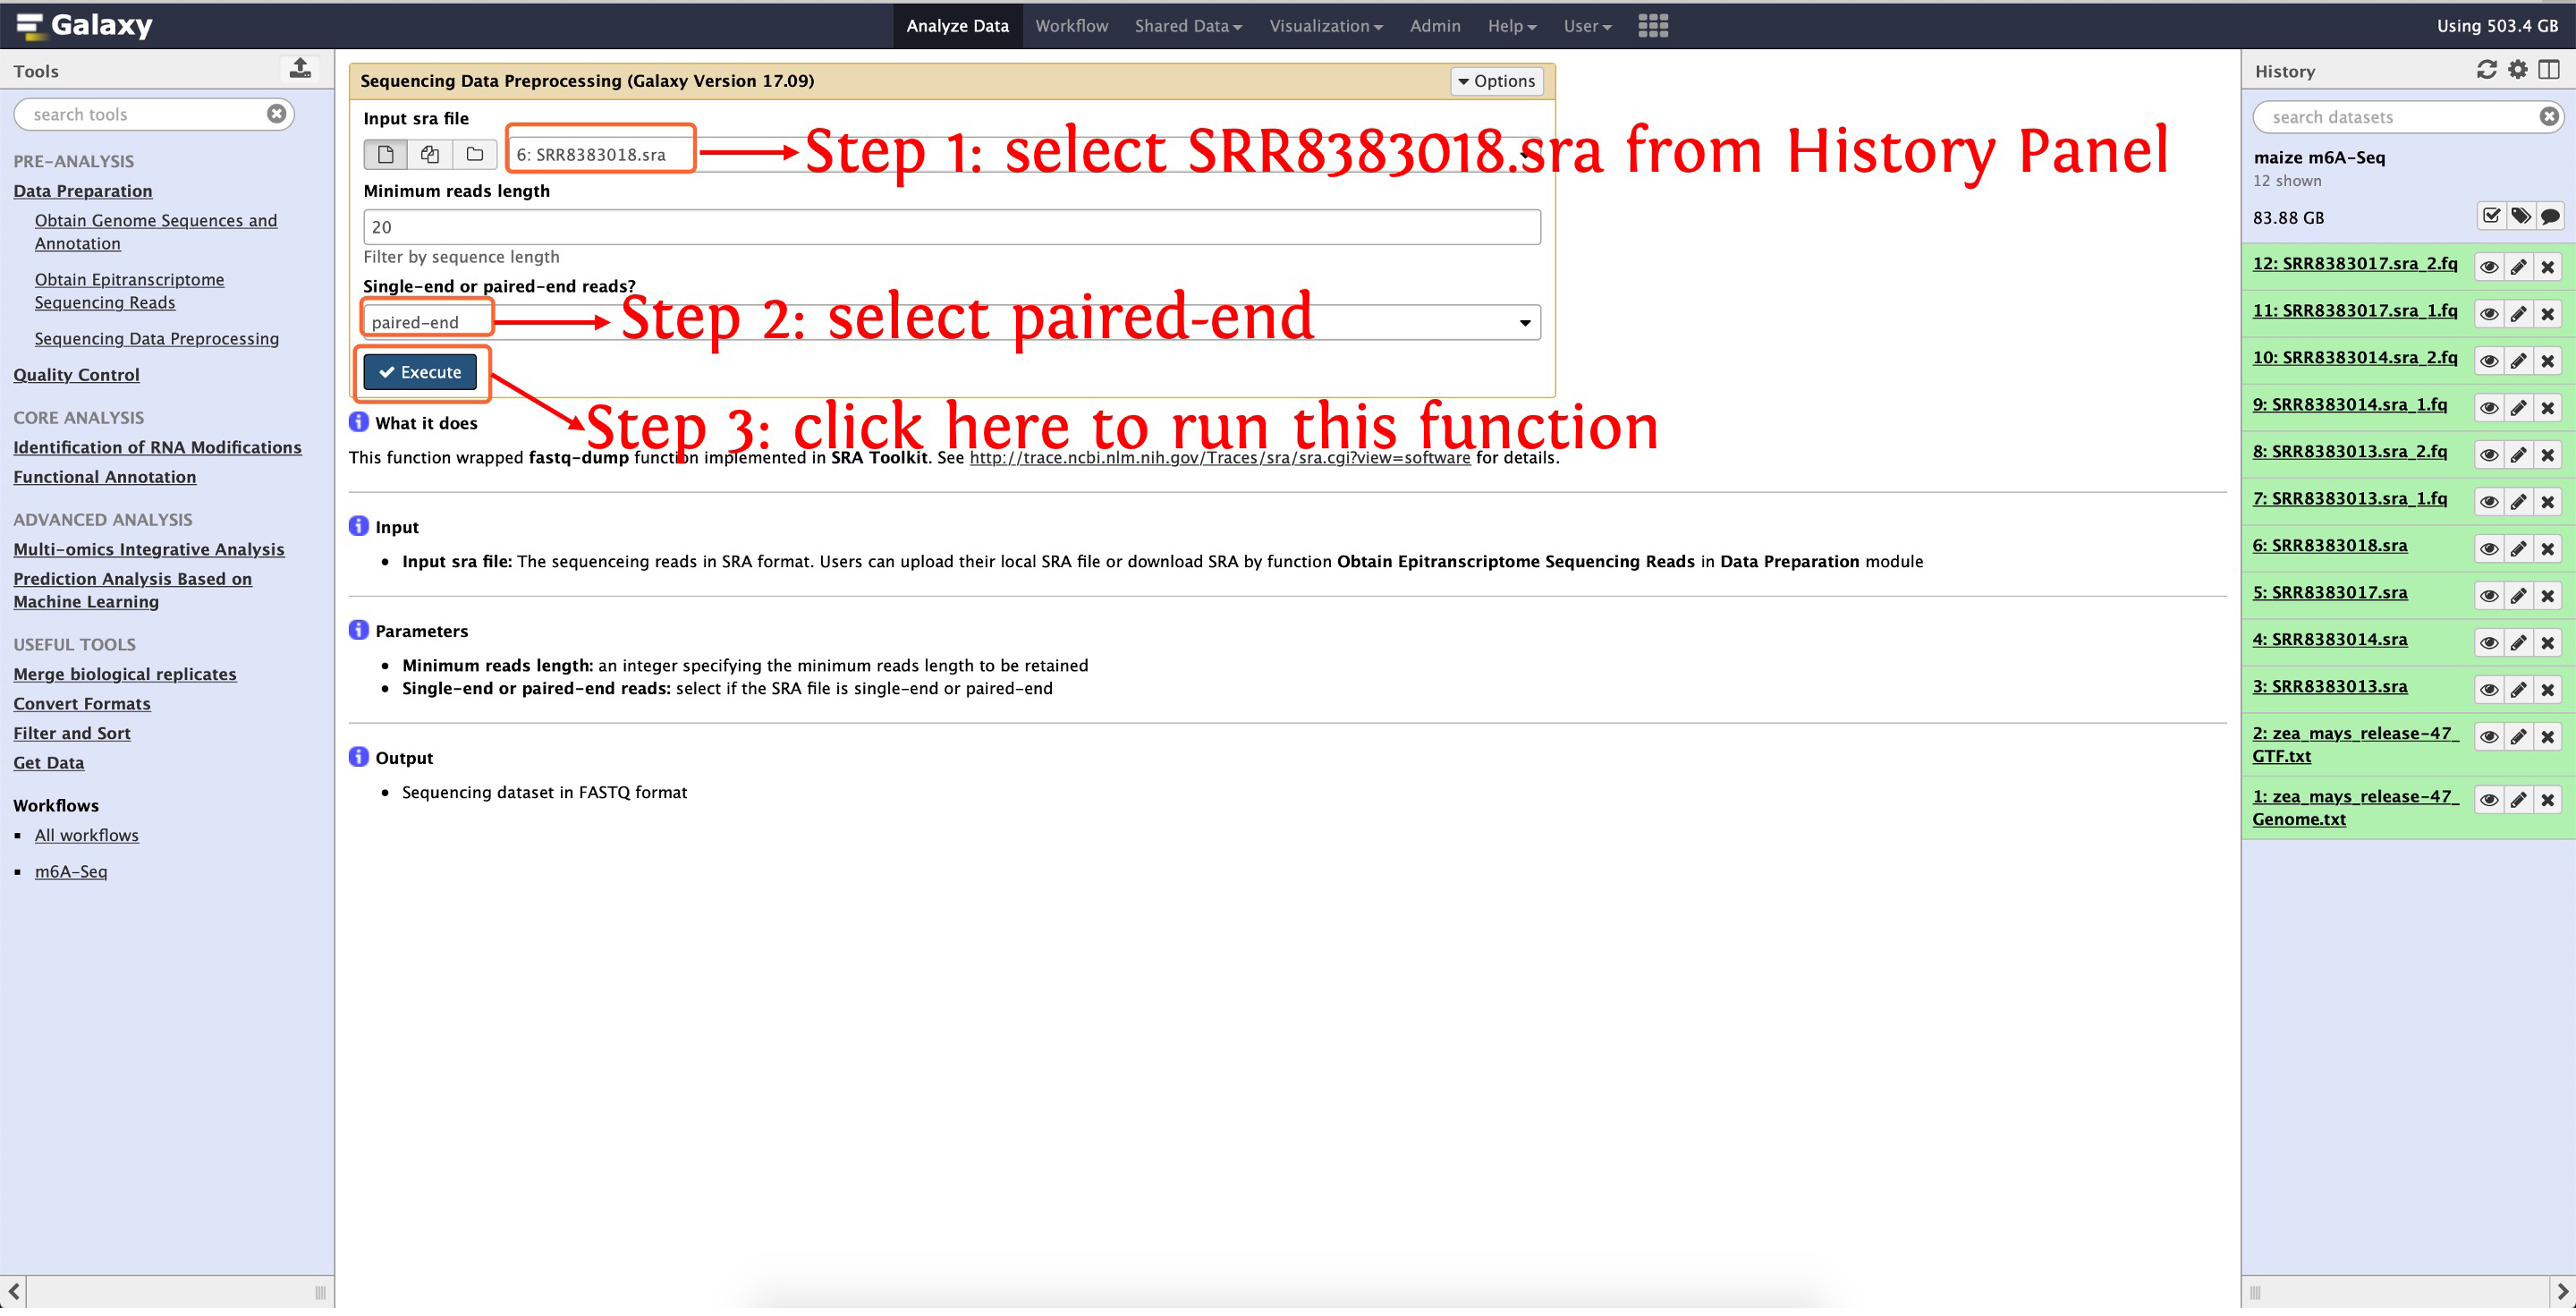 Galaxy
Analyze Data
Workflow
Shared Data
Visualization
Admin
Help
User
Using 503.4 GB
Tools
search tools
PRE-ANALYSIS
Data Preparation
Obtain Genome Sequences and
Annotation
Obtain Epitranscriptome
Sequencing Reads
Sequencing Data Preprocessing
Quality Control
CORE ANALYSIS
Identification of RNA Modifications
Functional Annotation
ADVANCED ANALYSIS
Multi-omics Integrative Analysis
Prediction Analysis Based on
Machine Learning
USEFUL TOOLS
Merge biological replicates
Convert Formats
Filter and Sort
Get Data
Workflows
All workflows
m6A-Seq
Sequencing Data Preprocessing (Galaxy Version 17.09)
Options
Input sra file
6: SRR8383018.sra
Step 1: select SRR8383018.sra from History Panel
Minimum reads length
20
Filter by sequence length
Single-end or paired-end reads?
paired-end
Step 2: select paired-end
Execute
Step 3: click here to run this function
What it does
This function wrapped fastq-dump function implemented in SRA Toolkit. See http://trace.ncbi.nlm.nih.gov/Traces/sra/sra.cgi?view=software for details.
Input
Input sra file: The sequenceing reads in SRA format. Users can upload their local SRA file or download SRA by function Obtain Epitranscriptome Sequencing Reads in Data Preparation module
Parameters
Minimum reads length: an integer specifying the minimum reads length to be retained
Single-end or paired-end reads: select if the SRA file is single-end or paired-end
Output
Sequencing dataset in FASTQ format
History
search datasets
maize m6A-Seq
12 shown
83.88 GB
12: SRR8383017.sra_2.fq
11: SRR8383017.sra_1.fq
10: SRR8383014.sra_2.fq
9: SRR8383014.sra_1.fq
8: SRR8383013.sra_2.fq
7: SRR8383013.sra_1.fq
6: SRR8383018.sra
5: SRR8383017.sra
4: SRR8383014.sra
3: SRR8383013.sra
2: zea_mays_release-47_
GTF.txt
1: zea_mays_release-47_
Genome.txt